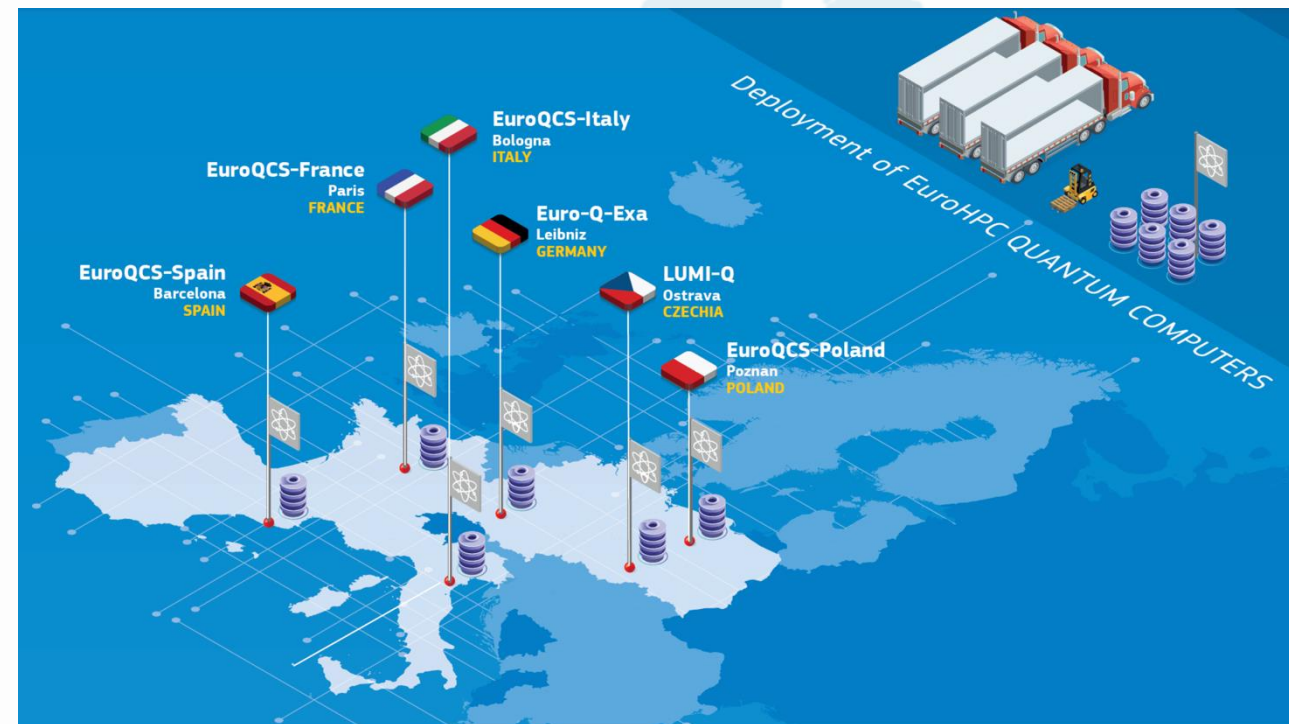 Deployment of EuroHPC QUANTUM COMPUTERS
EuroQCS-Italy
Bologna
ITALY
EuroQCS-France
Paris
FRANCE
Euro-Q-Exa
Leibniz
GERMANY
EuroQCS-Spain
Barcelona
SPAIN
LUMI-Q
Ostrava
CZECHIA
EuroQCS-Poland
Poznan
POLAND